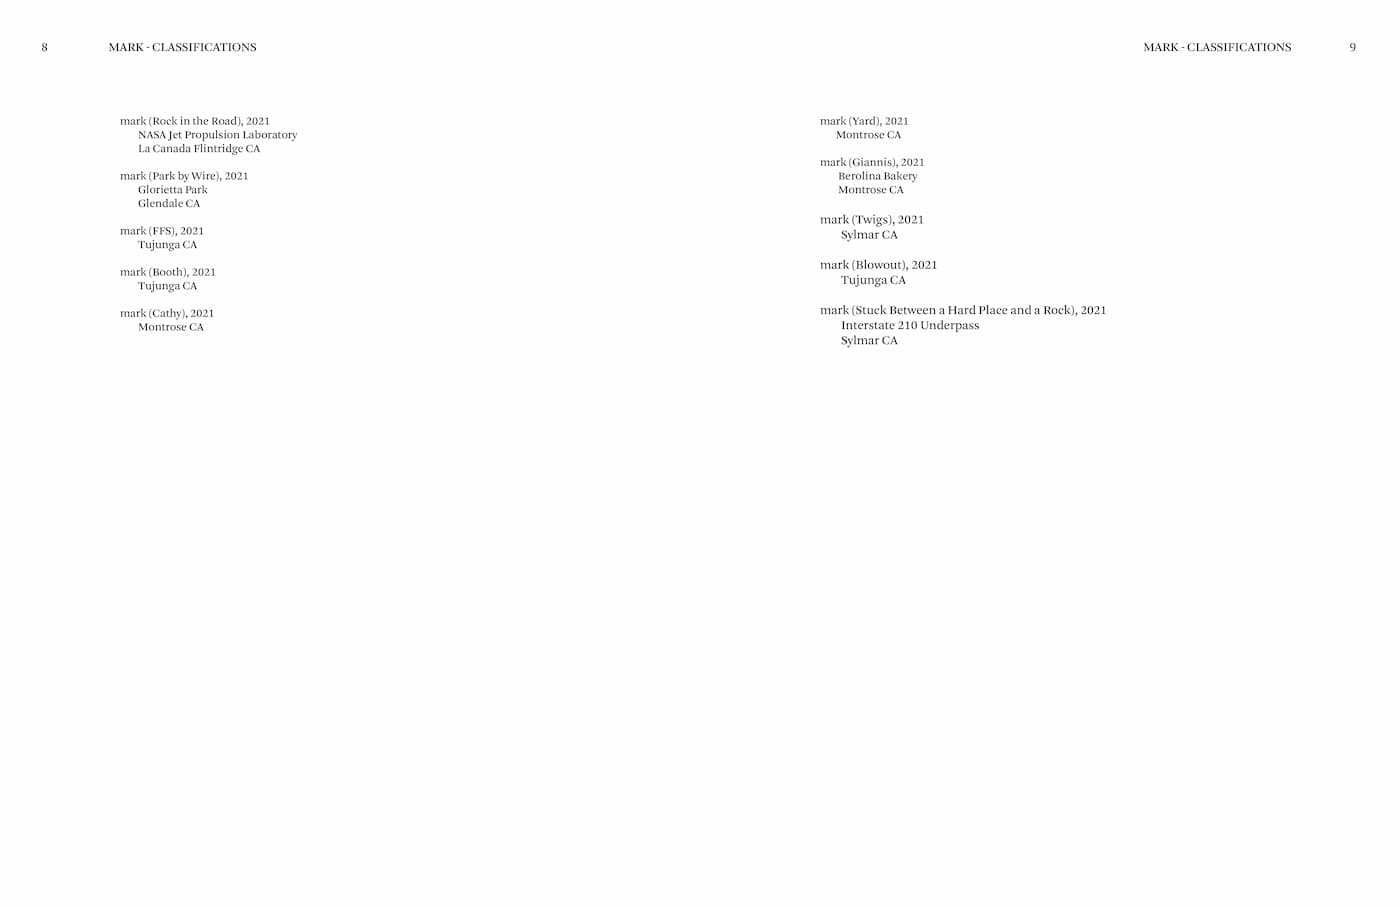 8
MARK - CLASSIFICATIONS
mark (Rock in the Road), 2021
NASA Jet Propulsion Laboratory
La Canada Flintridge CA
mark (Park by Wire), 2021
Glorietta Park
Glendale CA
mark (FFS), 2021
Tujunga CA
mark (Booth), 2021
Tujunga CA
mark (Cathy), 2021
Montrose CA
MARK - CLASSIFICATIONS
9
mark (Yard), 2021
Montrose CA
mark (Giannis), 2021
Berolina Bakery
Montrose CA
mark (Twigs), 2021
Sylmar CA
mark (Blowout), 2021
Tujunga CA
mark (Stuck Between a Hard Place and a Rock), 2021
Interstate 210 Underpass
Sylmar CA